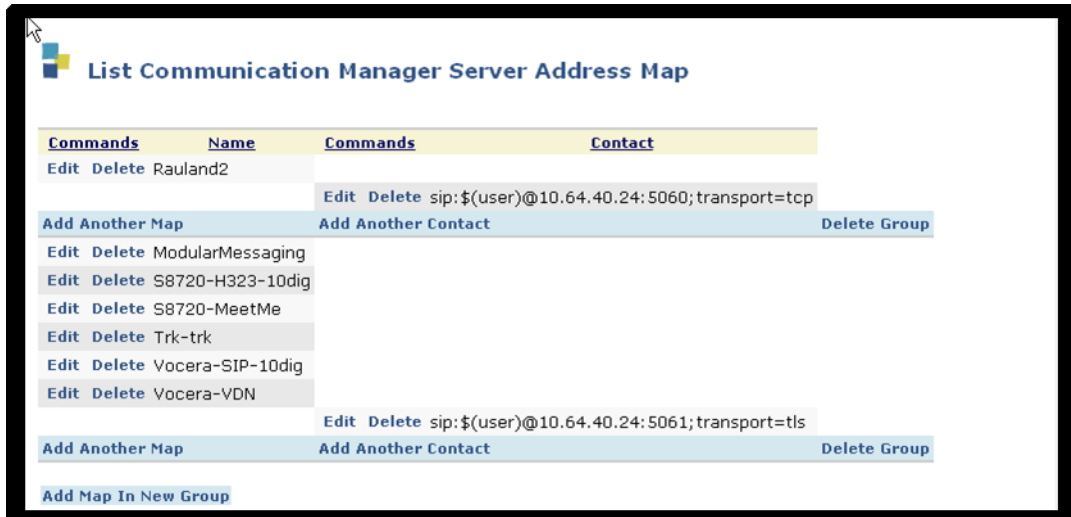 List Communication Manager Server Address Map
Commands Name Commands Contact
Edit Delete Rauland2
Edit Delete sip:$(user)@10.64.40.24:5060;transport=tcp
Add Another Map Add Another Contact Delete Group
Edit Delete ModularMessaging
Edit Delete S8720-H323-10dig
Edit Delete S8720-MeetMe
Edit Delete Trk-trk
Edit Delete Vocera-SIP-10dig
Edit Delete Vocera-VDN
Edit Delete sip:$(user)@10.64.40.24:5061;transport=tls
Add Another Map Add Another Contact Delete Group
Add Map In New Group